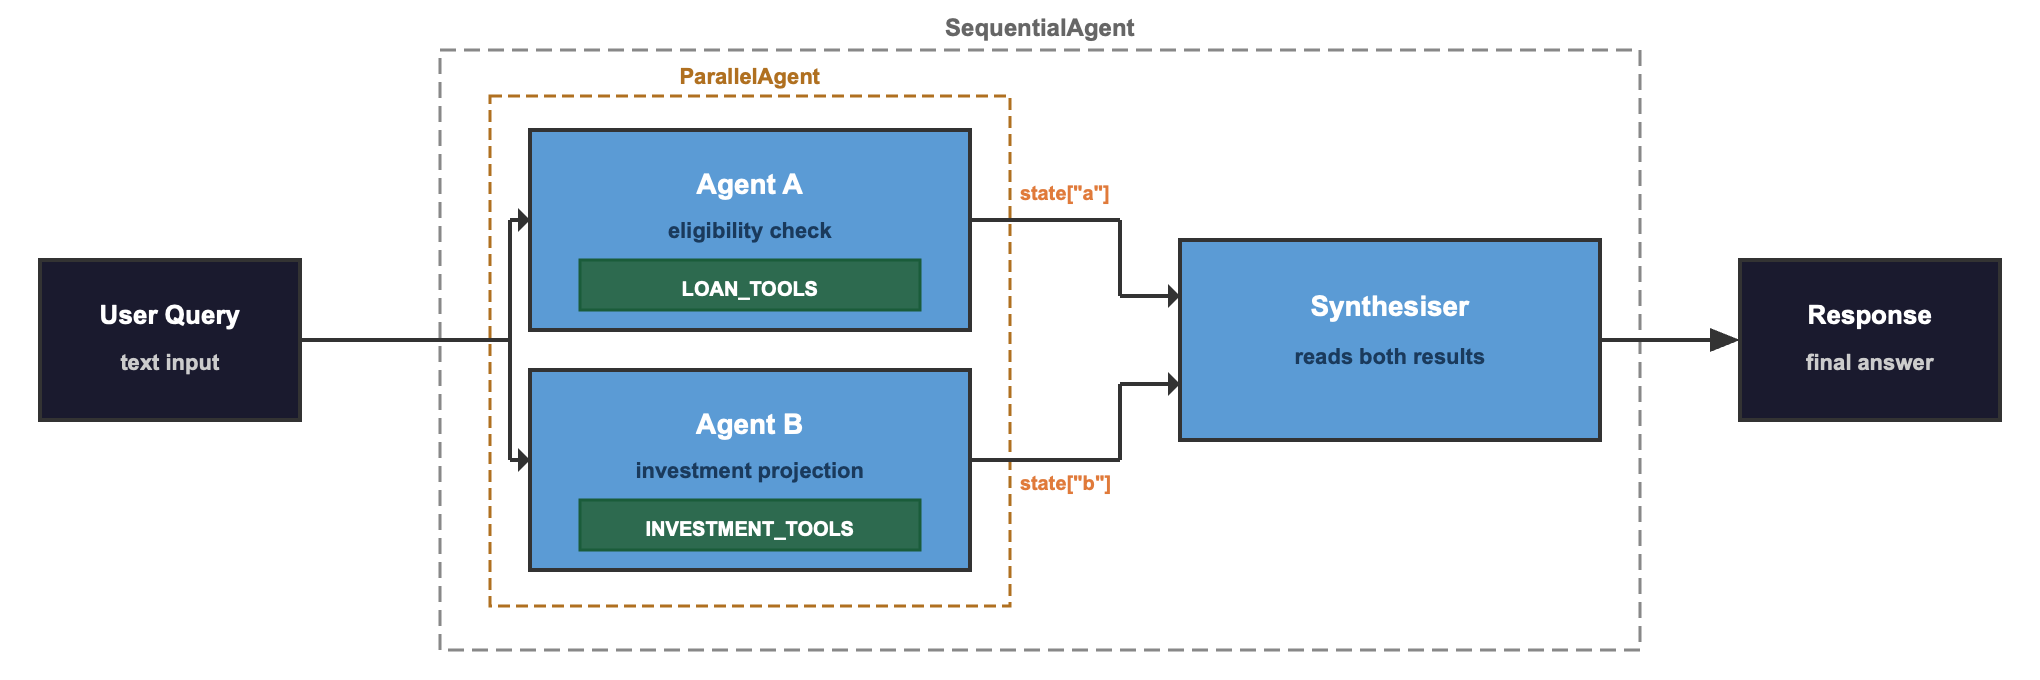 SequentialAgent
ParallelAgent
User Query
text input
Agent A
eligibility check
LOAN_TOOLS
Agent B
investment projection
INVESTMENT_TOOLS
state["a"]
state["b"]
Synthesiser
reads both results
Response
final answer